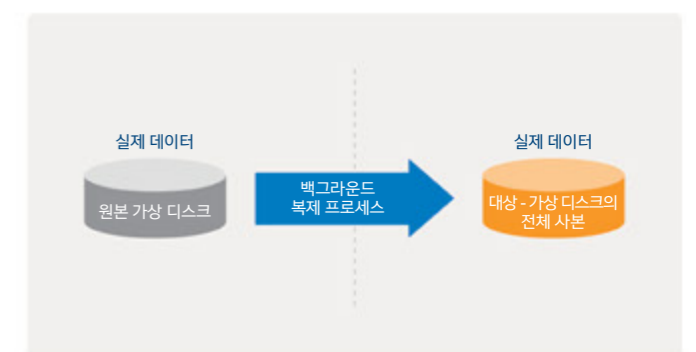 실제 데이터
원본 가상 디스크
백그라운드
복제 프로세스
실제 데이터
대상 - 가상 디스크의
전체 사본